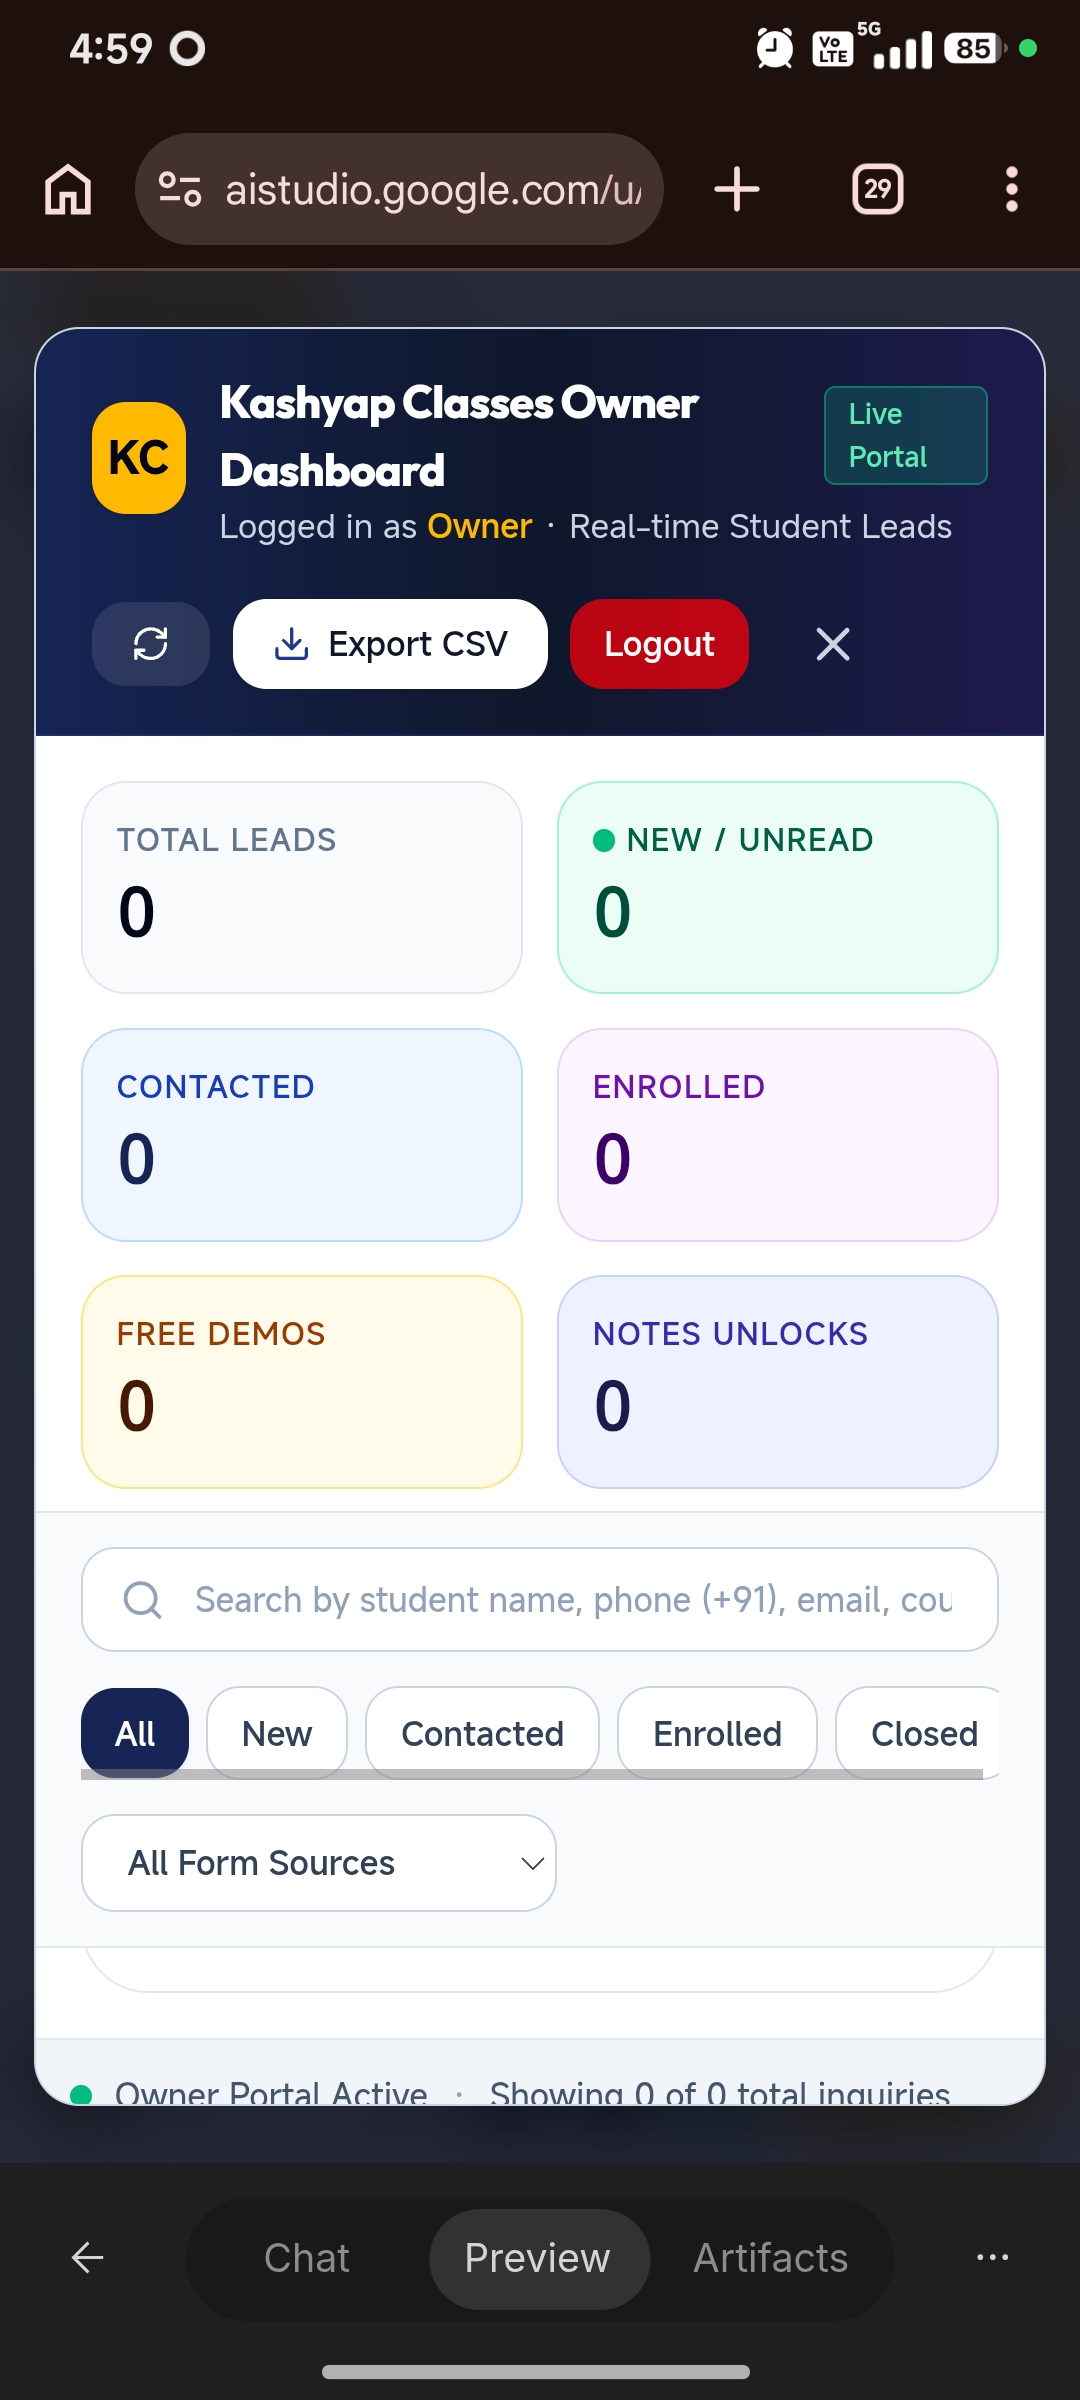 4:59
Vo LTE
5G
85
aistudio.google.com/u/
29
KC
Kashyap Classes Owner
Dashboard
Live
Portal
Logged in as Owner · Real-time Student Leads
Export CSV
Logout
TOTAL LEADS
0
NEW / UNREAD
0
CONTACTED
0
ENROLLED
0
FREE DEMOS
0
NOTES UNLOCKS
0
Search by student name, phone (+91), email, cou
All
New
Contacted
Enrolled
Closed
All Form Sources
Owner Portal Active · Showing 0 of 0 total inquiries
Chat
Preview
Artifacts